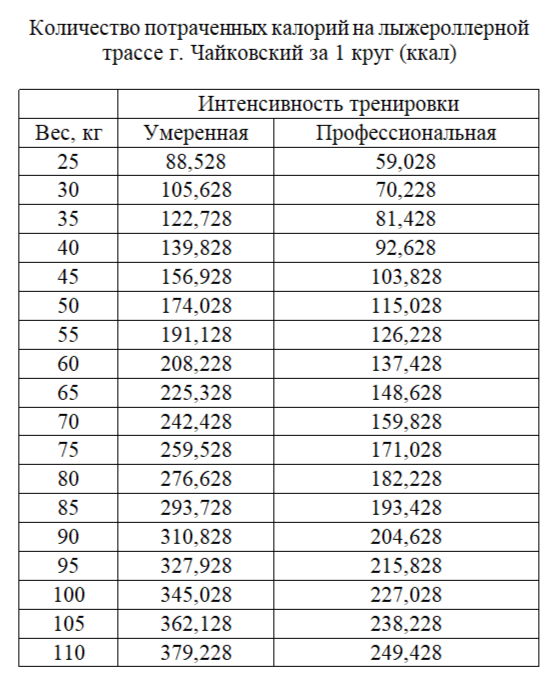 Количество потраченных калорий на лыжероллерной
трассе г. Чайковский за 1 круг (ккал)
Интенсивность тренировки
Вес, кг Умеренная Профессиональная
25 88,528 59,028
30 105,628 70,228
35 122,728 81,428
40 139,828 92,628
45 156,928 103,828
50 174,028 115,028
55 191,128 126,228
60 208,228 137,428
65 225,328 148,628
70 242,428 159,828
75 259,528 171,028
80 276,628 182,228
85 293,728 193,428
90 310,828 204,628
95 327,928 215,828
100 345,028 227,028
105 362,128 238,228
110 379,228 249,428